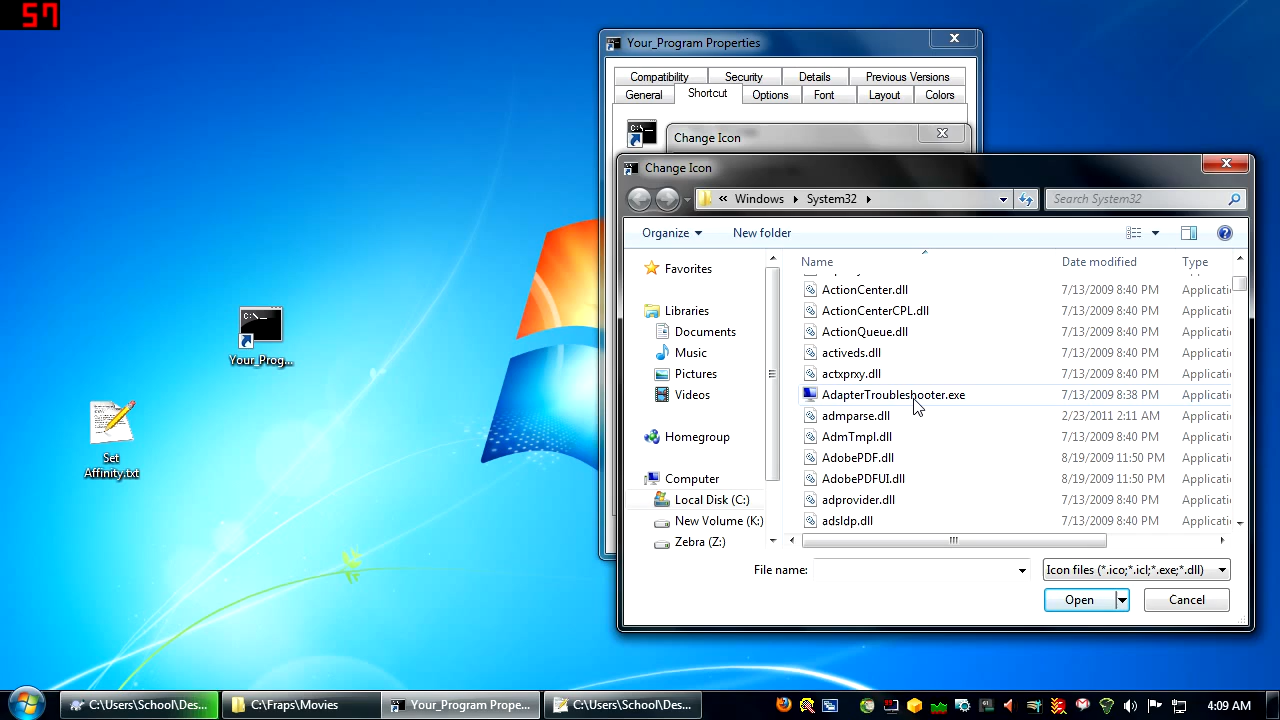 57
Your_Program Properties
Compatibility Security Details Previous Versions
General Shortcut Options Font Layout Colors
C:\
Change Icon
Change Icon
« Windows System32
Search System32
Organize New folder
Name Date modified Type
Favorites
Libraries
Documents
Music
Pictures
Videos
Homegroup
Computer
Local Disk (C:)
New Volume (K:)
Zebra (Z:)
ActionCenter.dll 7/13/2009 8:40 PM Applicati
ActionCenterCPL.dll 7/13/2009 8:40 PM Applicati
ActionQueue.dll 7/13/2009 8:40 PM Applicati
activeds.dll 7/13/2009 8:40 PM Applicati
actxprxy.dll 7/13/2009 8:40 PM Applicati
AdapterTroubleshooter.exe 7/13/2009 8:38 PM Applicati
admparse.dll 2/23/2011 2:11 AM Applicati
AdmTmpl.dll 7/13/2009 8:40 PM Applicati
AdobePDF.dll 8/19/2009 11:50 PM Applicati
AdobePDFUI.dll 8/19/2009 11:50 PM Applicati
adprovider.dll 7/13/2009 8:40 PM Applicati
adsldp.dll 7/13/2009 8:40 PM Applicati
File name:
Icon files (*.ico;*.icl;*.exe;*.dll)
Open Cancel
C:\
Your_Prog...
Set
Affinity.txt
C:\Users\School\Des...
C:\Fraps\Movies
Your_Program Prope...
C:\Users\School\Des...
4:09 AM